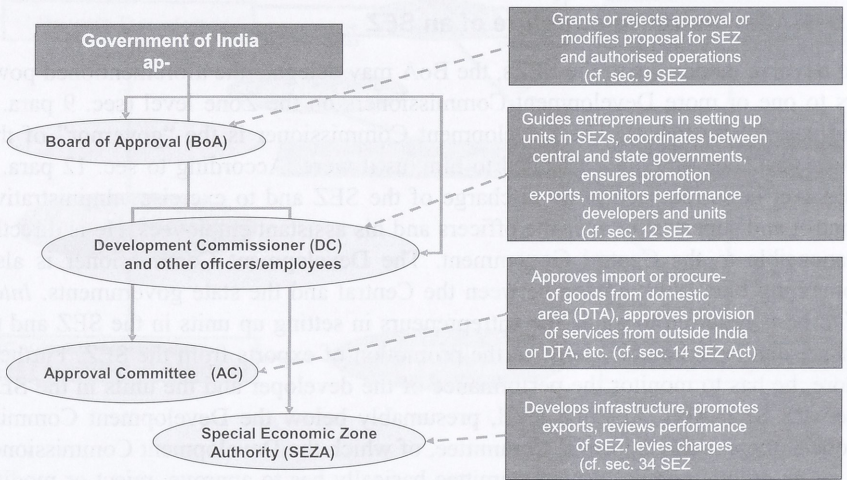 Government of India
ap-
Board of Approval (BoA)
Development Commissioner (DC)
and other officers/employees
Approval Committee (AC)
Special Economic Zone
Authority (SEZA)
Grants or rejects approval or
modifies proposal for SEZ
and authorised operations
(cf. sec. 9 SEZ
Guides entrepreneurs in setting up
units in SEZs, coordinates between
central and state governments,
ensures promotion
exports, monitors performance
developers and units
(cf. sec. 12 SEZ
Approves import or procure-
of goods from domestic
area (DTA), approves provision
of services from outside India
or DTA, etc. (cf. sec. 14 SEZ Act)
Develops infrastructure, promotes
exports, reviews performance
of SEZ, levies charges
(cf. sec. 34 SEZ